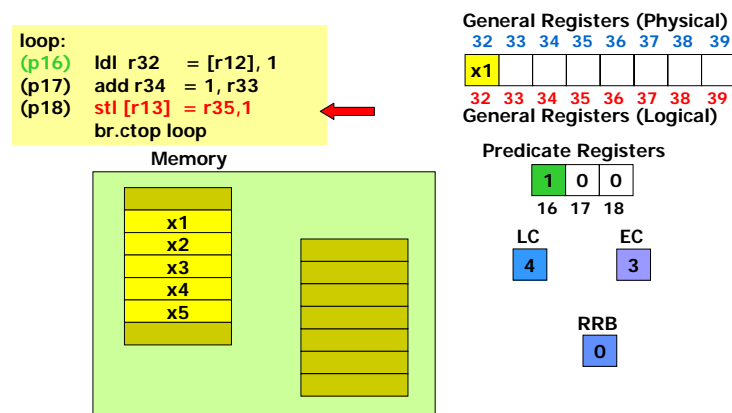 loop:
(p16) ldl r32 = [r12], 1
(p17) add r34 = 1, r33
(p18) stl [r13] = r35,1
br.ctop loop
General Registers (Physical)
32 33 34 35 36 37 38 39
x1
32 33 34 35 36 37 38 39
General Registers (Logical)
Memory
x1
x2
x3
x4
x5
Predicate Registers
1 0 0
16 17 18
LC EC
4 3
RRB
0